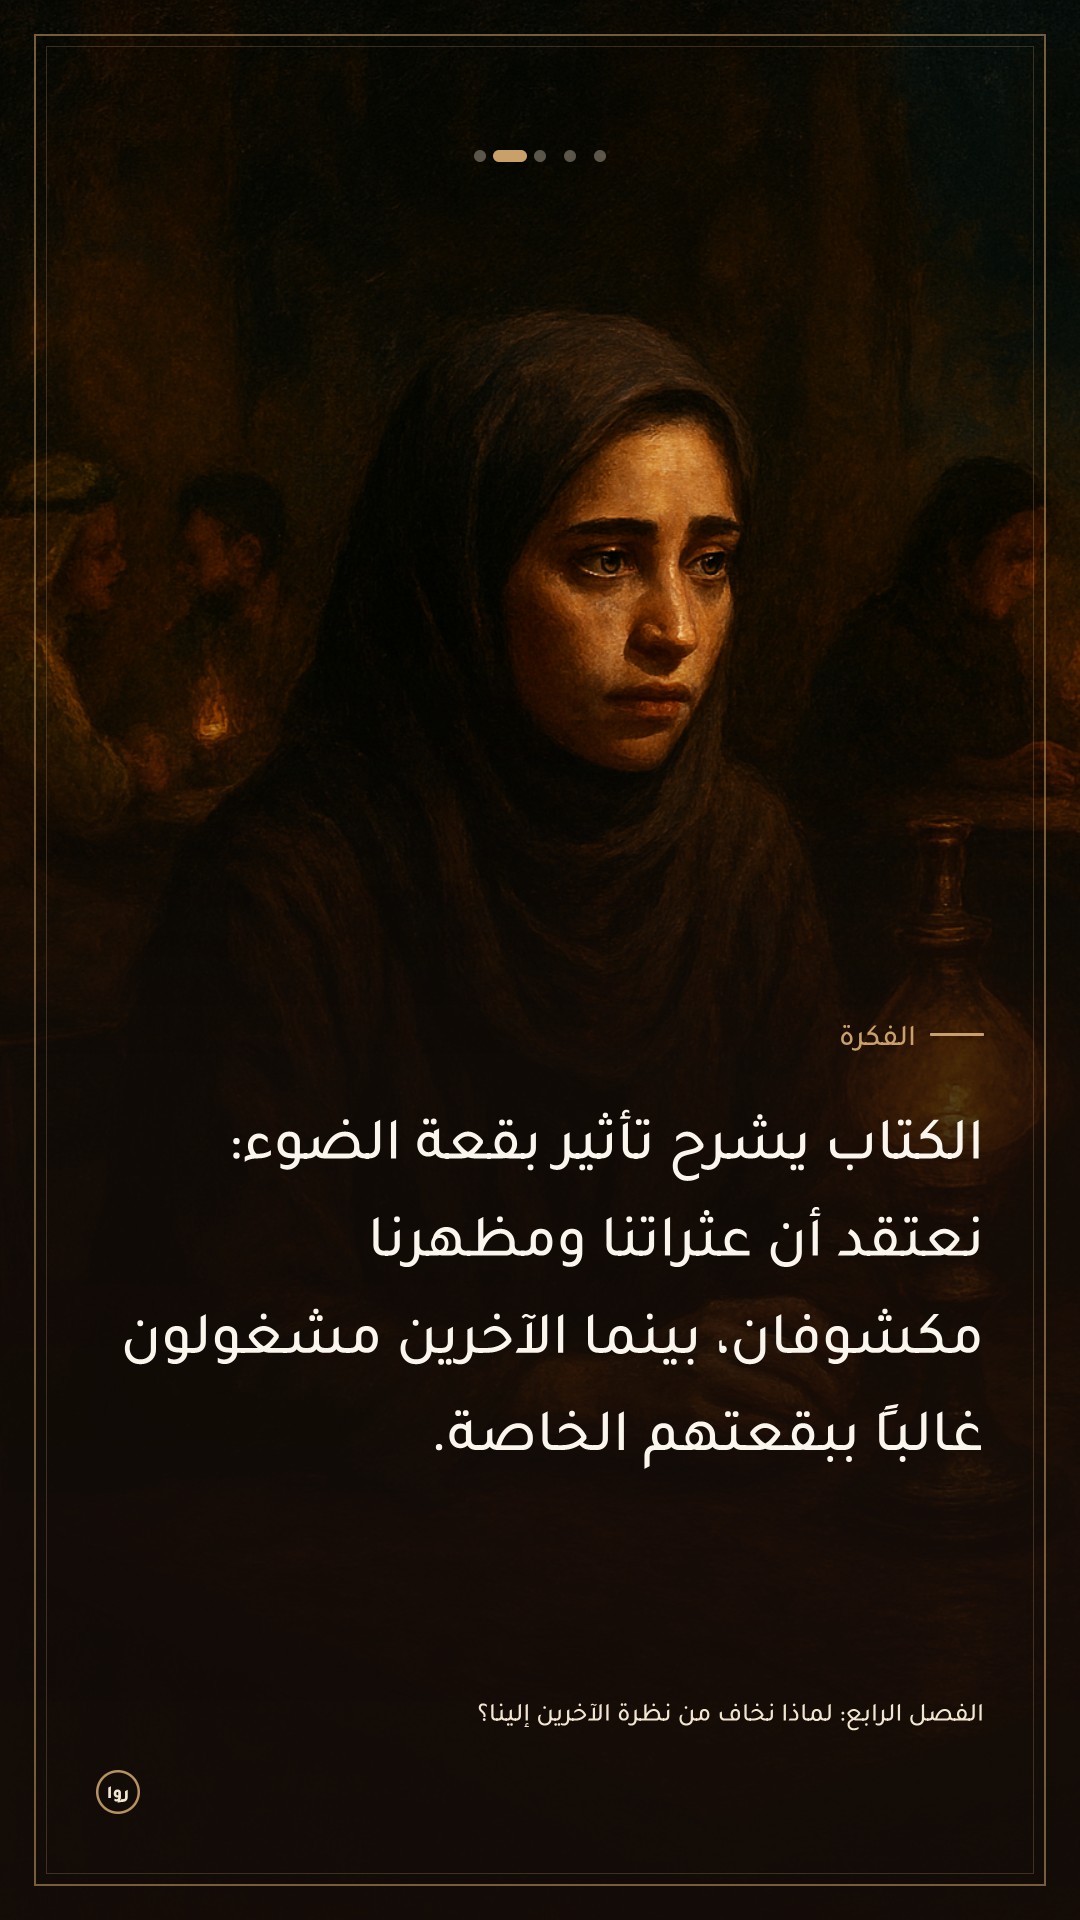 الفكرة
الكتاب يشرح تأثير بقعة الضوء:
نعتقد أن عثراتنا ومظهرنا
مكشوفان، بينما الآخرين مشغولون
غالباً ببقعتهم الخاصة.
الفصل الرابع: لماذا نخاف من نظرة الآخرين إلينا؟
روا